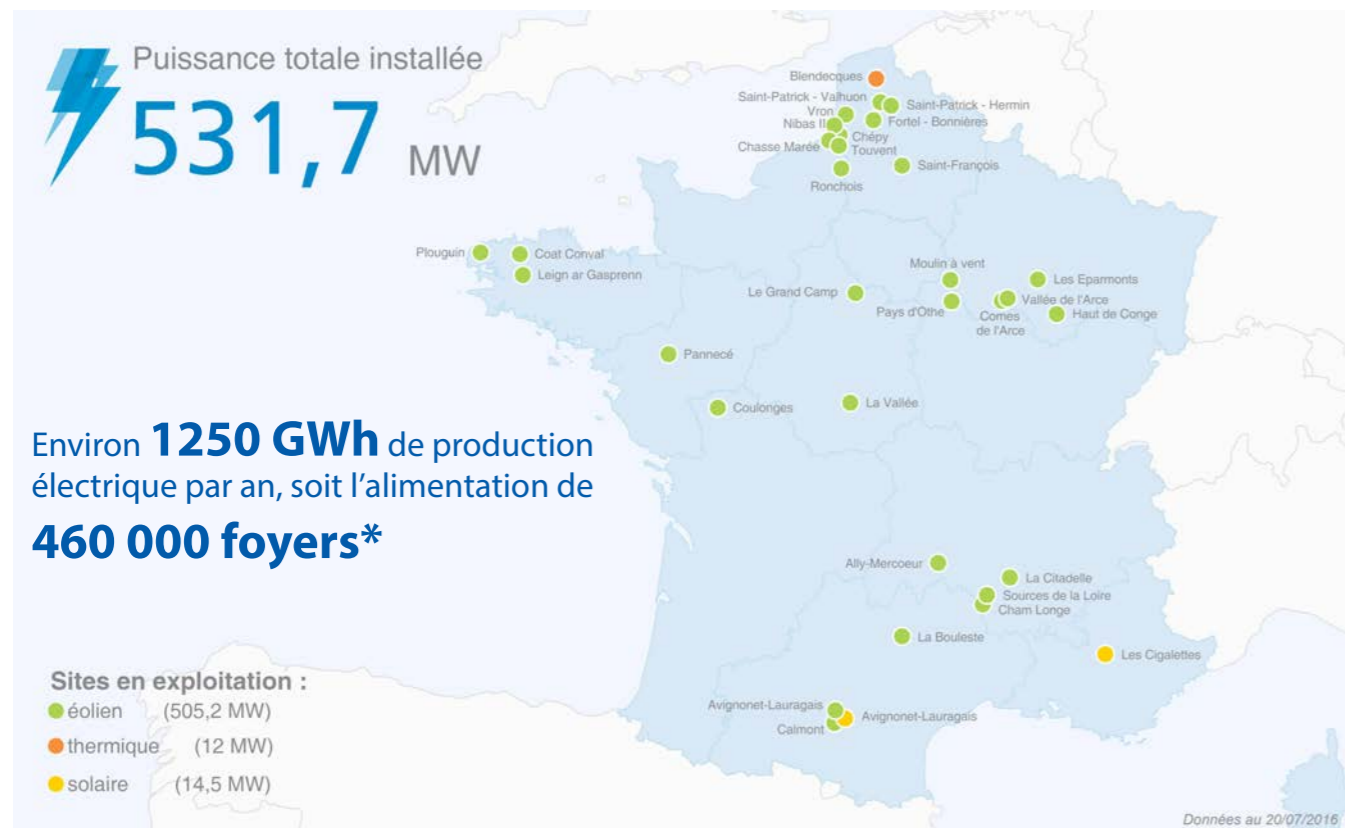 Puissance totale installée
531,7 MW
Blendecques
Saint-Patrick - Valhuon
Saint-Patrick - Hermin
Vron
Nibas II
Fortel - Bonnières
Chépy
Chasse Marée
Touvent
Saint-François
Ronchois
Plouguin
Coat Conval
Leign ar Gasprenn
Moulin à vent
Le Grand Camp
Les Eparmonts
Vallée de l'Arce
Pays d'Othe
Comes
de l'Arce
Haut de Conge
Pannecé
Coulonges
La Vallée
Environ 1250 GWh de production
électrique par an, soit l’alimentation de
460 000 foyers*
Ally-Mercoeur
La Citadelle
Sources de la Loire
Cham Longe
La Bouleste
Les Cigalettes
Avignonet-Lauragais
Avignonet-Lauragais
Calmont
Sites en exploitation :
éolien (505,2 MW)
thermique (12 MW)
solaire (14,5 MW)
Données au 20/07/2016